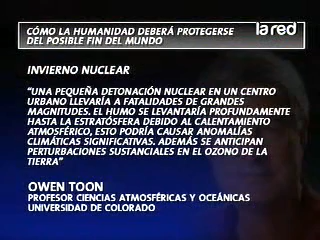 CÓMO LA HUMANIDAD DEBERÁ PROTEGERSE
DEL POSIBLE FIN DEL MUNDO
la red
INVIERNO NUCLEAR
"UNA PEQUEÑA DETONACIÓN NUCLEAR EN UN CENTRO
URBANO LLEVARÍA A FATALIDADES DE GRANDES
MAGNITUDES. EL HUMO SE LEVANTARÍA PROFUNDAMENTE
HASTA LA ESTRATÓSFERA DEBIDO AL CALENTAMIENTO
ATMOSFÉRICO, ESTO PODRÍA CAUSAR ANOMALÍAS
CLIMÁTICAS SIGNIFICATIVAS. ADEMÁS SE ANTICIPAN
PERTURBACIONES SUSTANCIALES EN EL OZONO DE LA
TIERRA"
OWEN TOON
PROFESOR CIENCIAS ATMOSFÉRICAS Y OCEÁNICAS
UNIVERSIDAD DE COLORADO